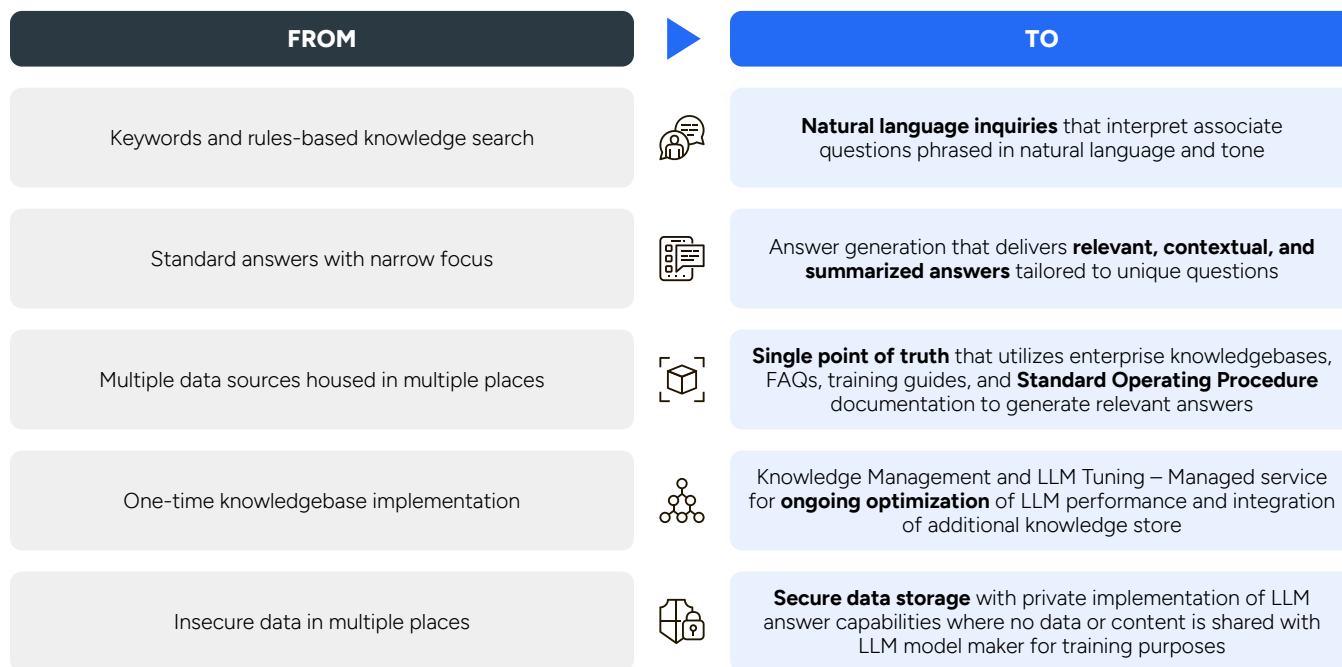 FROM
TO
Keywords and rules-based knowledge search
Natural language inquiries that interpret associate
questions phrased in natural language and tone
Standard answers with narrow focus
Answer generation that delivers relevant, contextual, and
summarized answers tailored to unique questions
Multiple data sources housed in multiple places
Single point of truth that utilizes enterprise knowledgebases,
FAQs, training guides, and Standard Operating Procedure
documentation to generate relevant answers
One-time knowledgebase implementation
Knowledge Management and LLM Tuning – Managed service
for ongoing optimization of LLM performance and integration
of additional knowledge store
Insecure data in multiple places
Secure data storage with private implementation of LLM
answer capabilities where no data or content is shared with
LLM model maker for training purposes